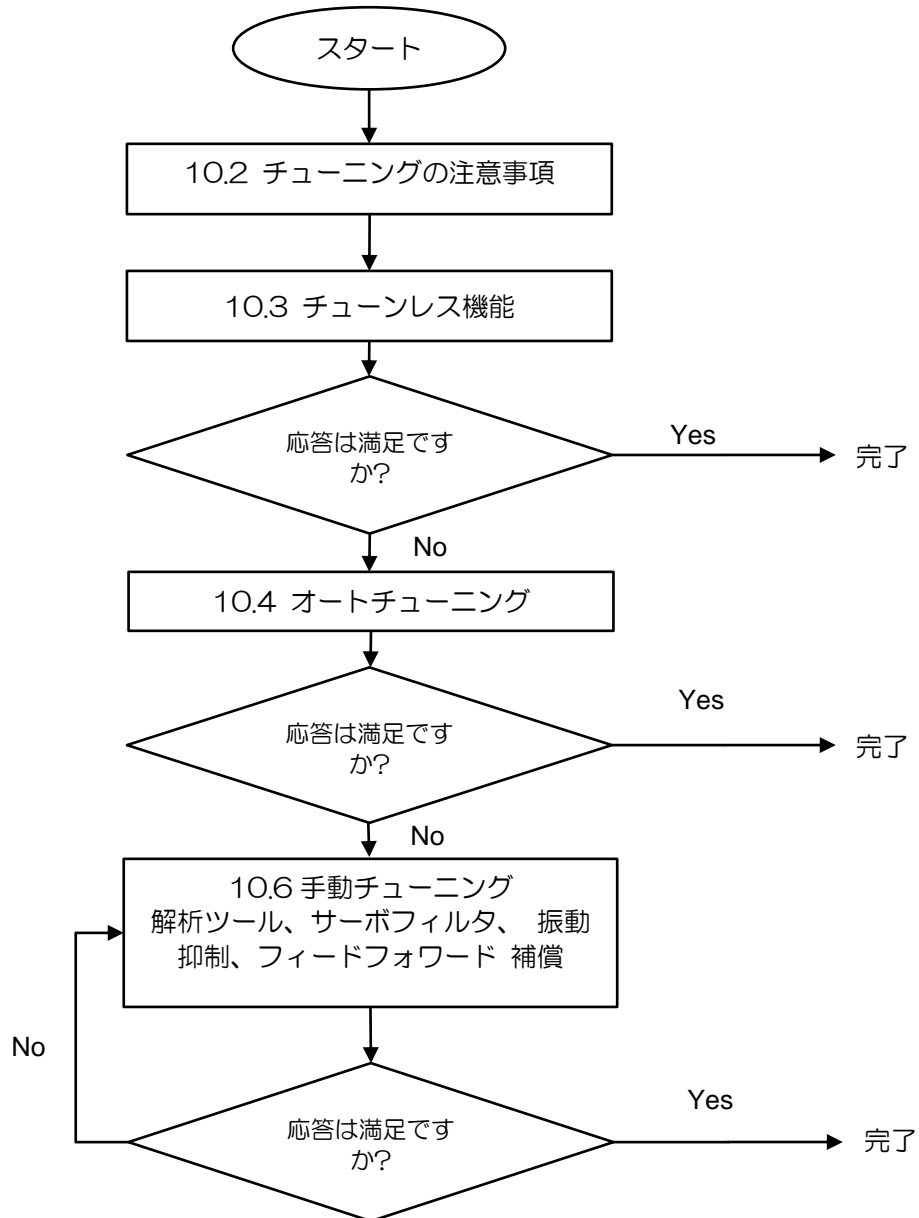 スタート
10.2 チューニングの注意事項
10.3 チューンレス機能
応答は満足です
か?
Yes
完了
No
10.4 オートチューニング
応答は満足です
か?
Yes
完了
No
10.6 手動チューニング
解析ツール、サーボフィルタ、 振動
抑制、フィードフォワード 補償
No
応答は満足です
か?
Yes
完了